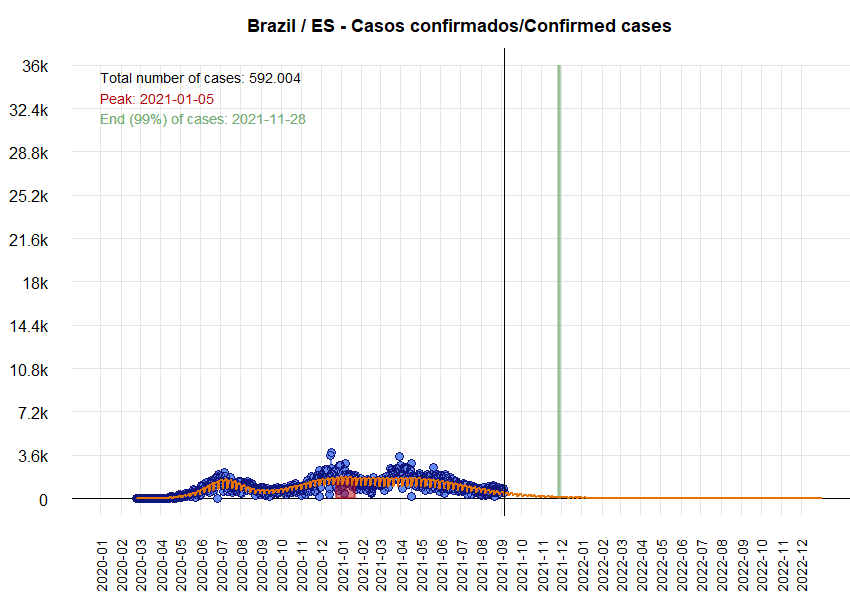 Brazil / ES - Casos confirmados/Confirmed cases
Total number of cases: 592.004
Peak: 2021-01-05
End (99%) of cases: 2021-11-28
36k
32.4k
28.8k
25.2k
21.6k
18k
14.4k
10.8k
7.2k
3.6k
0
2020-01
2020-02
2020-03
2020-04
2020-05
2020-06
2020-07
2020-08
2020-09
2020-10
2020-11
2020-12
2021-01
2021-02
2021-03
2021-04
2021-05
2021-06
2021-07
2021-08
2021-09
2021-10
2021-11
2021-12
2022-01
2022-02
2022-03
2022-04
2022-05
2022-06
2022-07
2022-08
2022-09
2022-10
2022-11
2022-12